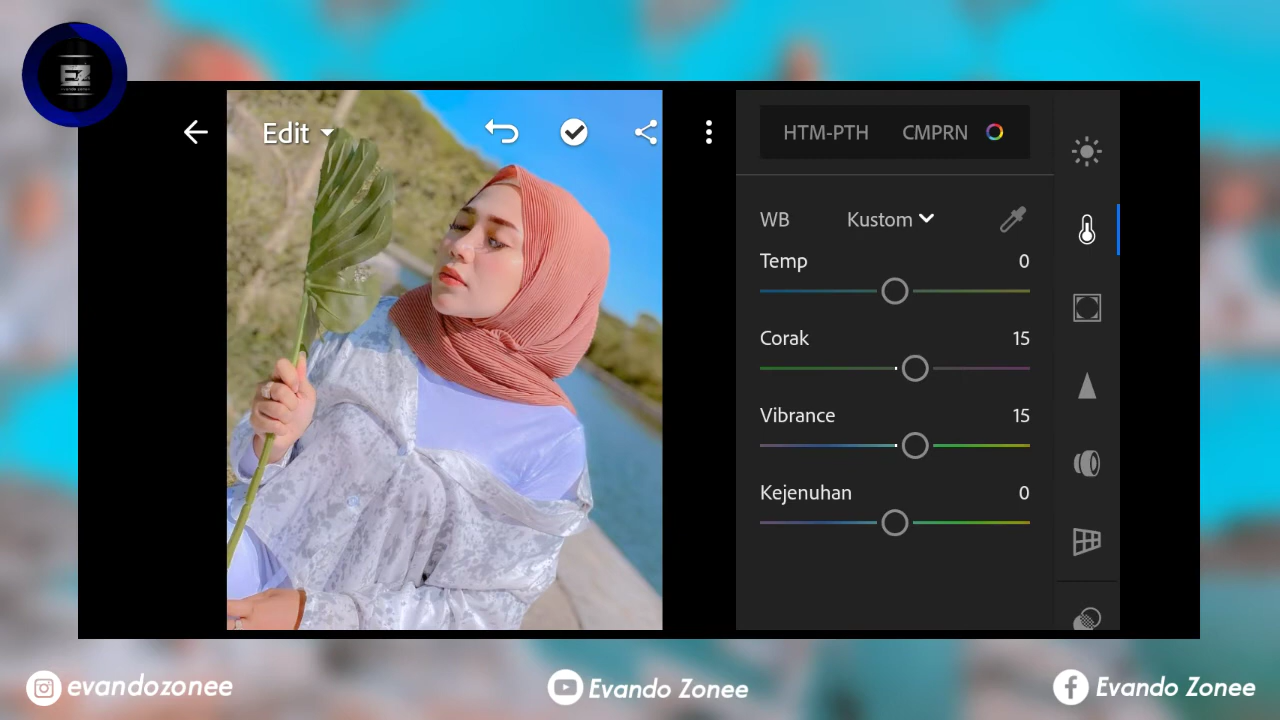 EZ
Edit
HTM-PTH CMPRN
WB Kustom
Temp 0
Corak 15
Vibrance 15
Kejenuhan 0
evandozonee
Evando Zonee
Evando Zonee